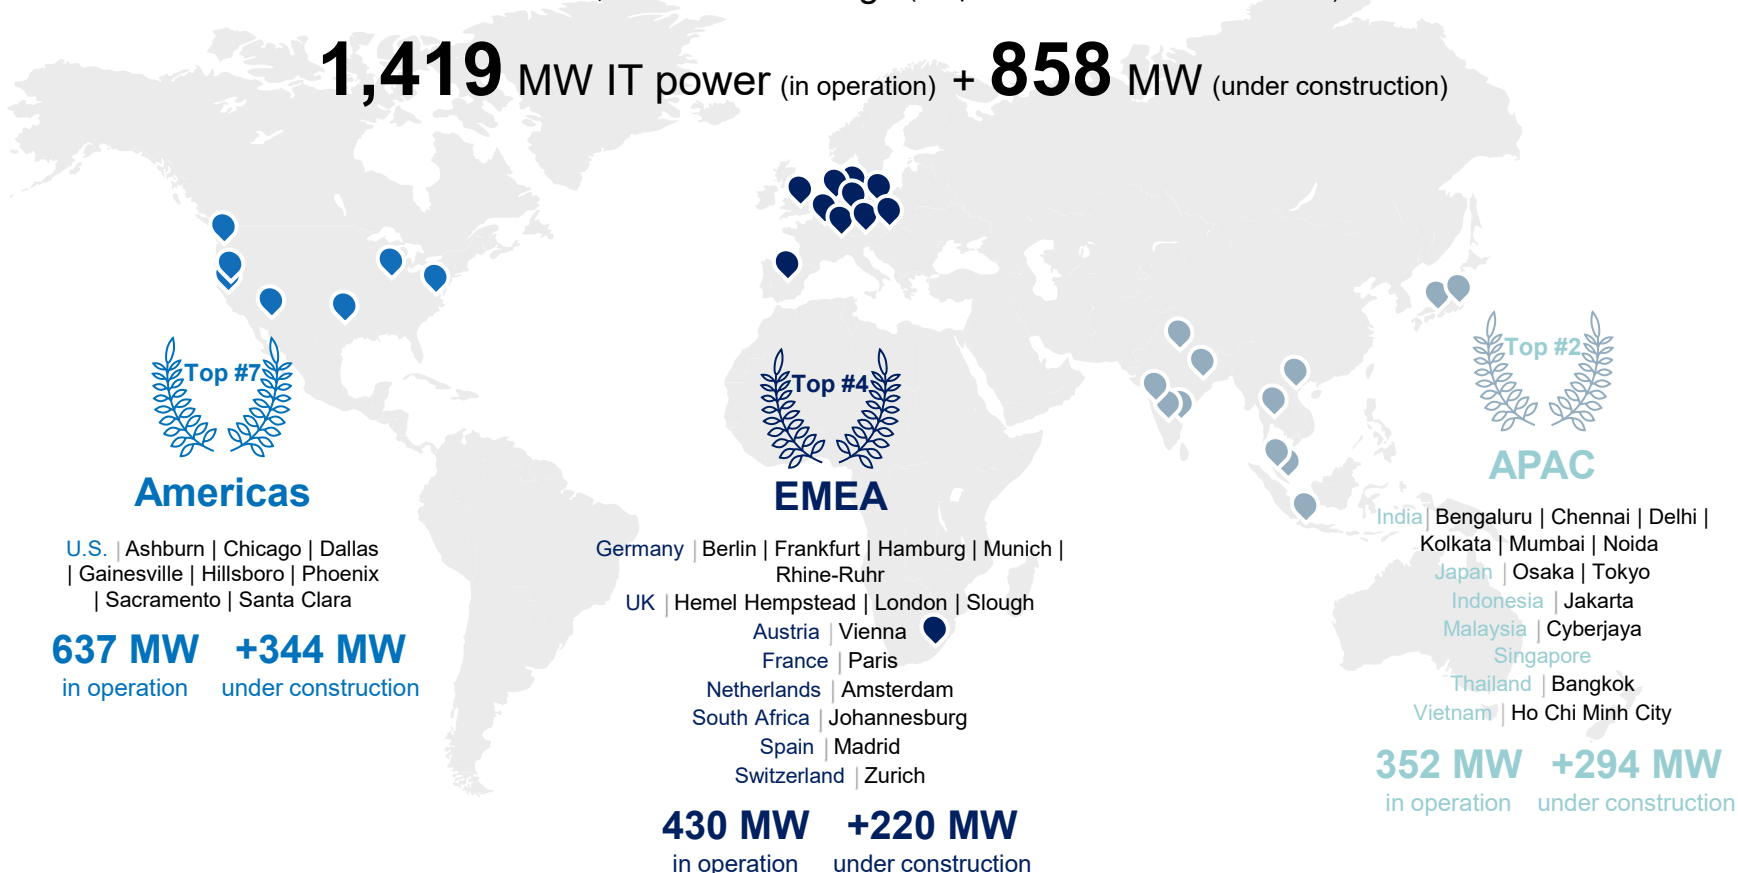 1,419 MW IT power (in operation) + 858 MW (under construction)
Top #7
Americas
U.S. | Ashburn | Chicago | Dallas
| Gainesville | Hillsboro | Phoenix
| Sacramento | Santa Clara
637 MW +344 MW
in operation under construction
Top #4
EMEA
Germany | Berlin | Frankfurt | Hamburg | Munich |
Rhine-Ruhr
UK | Hemel Hempstead | London | Slough
Austria | Vienna
France | Paris
Netherlands | Amsterdam
South Africa | Johannesburg
Spain | Madrid
Switzerland | Zurich
430 MW +220 MW
in operation under construction
Top #2
APAC
India | Bengaluru | Chennai | Delhi |
Kolkata | Mumbai | Noida
Japan | Osaka | Tokyo
Indonesia | Jakarta
Malaysia | Cyberjaya
Singapore
Thailand | Bangkok
Vietnam | Ho Chi Minh City
352 MW +294 MW
in operation under construction